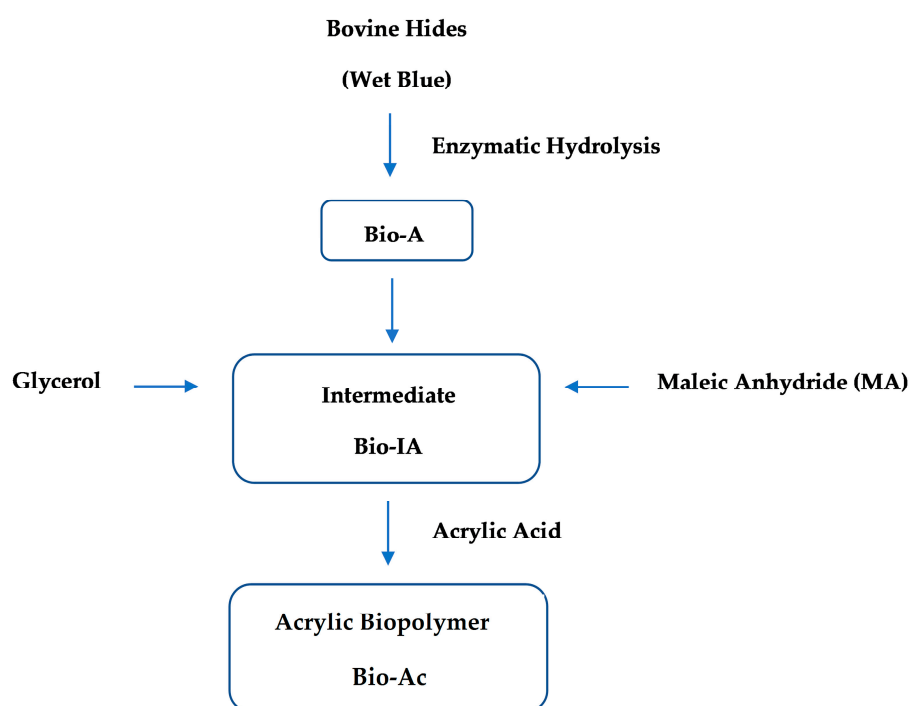 Bovine Hides
(Wet Blue)
Enzymatic Hydrolysis
Bio-A
Glycerol
Intermediate
Bio-IA
Maleic Anhydride (MA)
Acrylic Acid
Acrylic Biopolymer
Bio-Ac